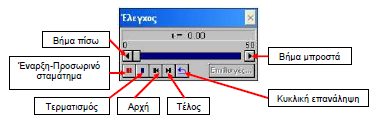 Έλεγχος
t = 0.00
0 50
Βήμα πίσω
Βήμα μπροστά
Έναρξη-Προσωρινό
σταμάτημα
Επιλογές...
Τερματισμός
Αρχή
Τέλος
Κυκλική επανάληψη